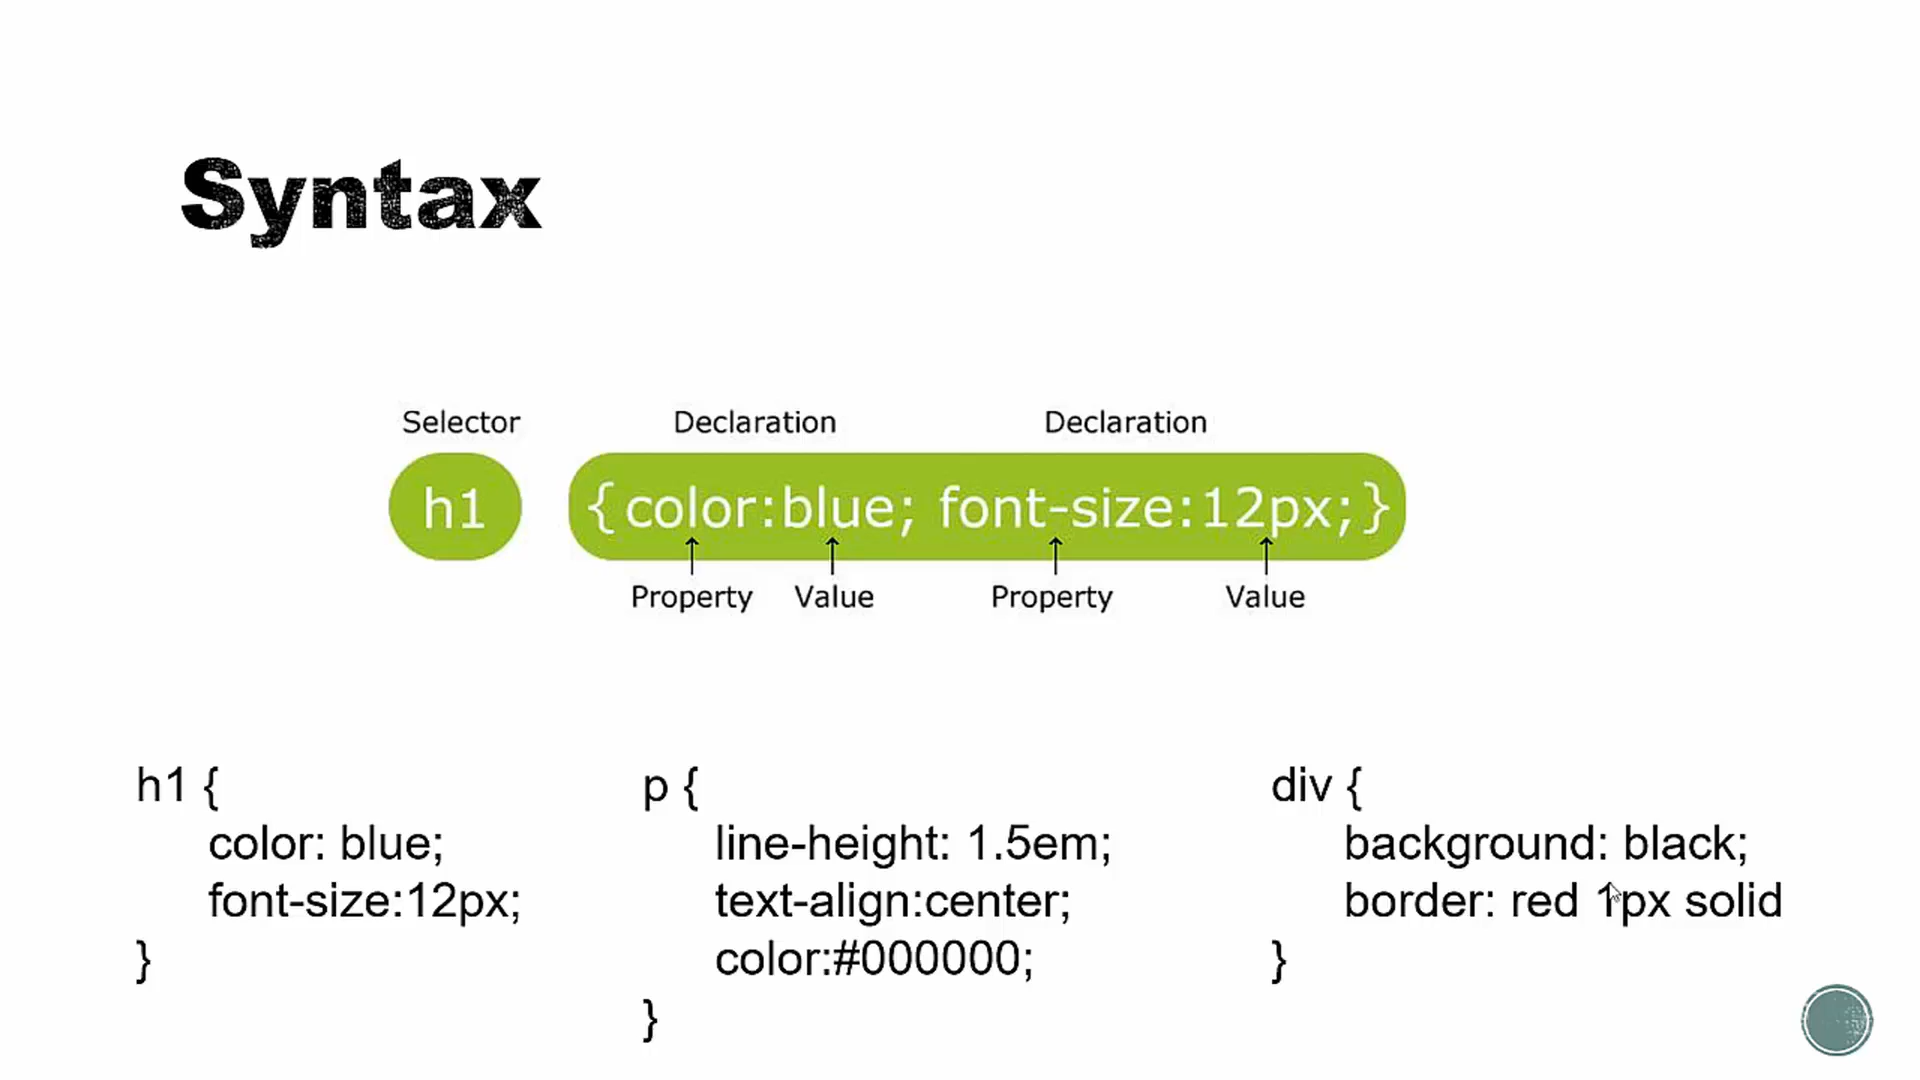 Syntax
Selector Declaration Declaration
h1 {color:blue; font-size:12px;}
Property Value Property Value
h1 {
color: blue;
font-size:12px;
}
p {
line-height: 1.5em;
text-align:center;
color:#000000;
}
div {
background: black;
border: red 1px solid
}